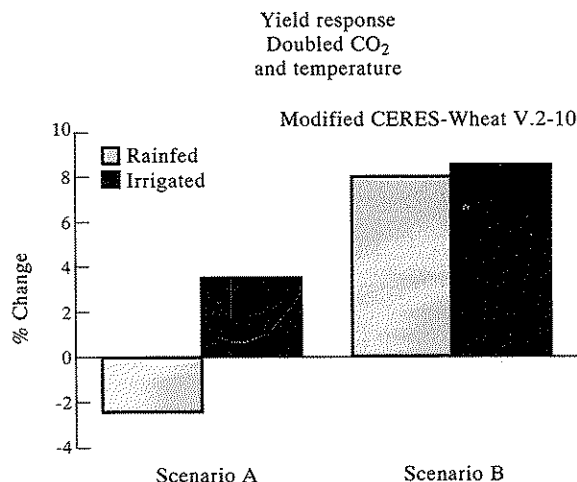 Yield response
Doubled CO₂
and temperature
Modified CERES-Wheat V.2-10
10
Rainfed
Irrigated
8
6
4
2
0
-2
-4
% Change
Scenario A
Scenario B